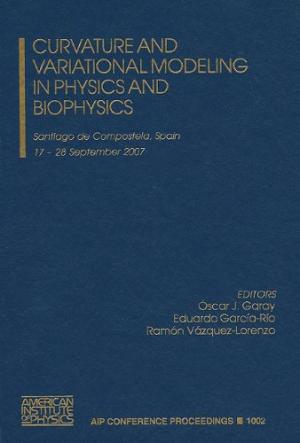 CURVATURE AND
VARIATIONAL MODELING
IN PHYSICS AND
BIOPHYSICS
Santiago de Compostela, Spain
17 – 28 September 2007
EDITORS
Óscar J. Garay
Eduardo García-Río
Ramón Vázquez-Lorenzo
AMERICAN
INSTITUTE
OF PHYSICS
AIP CONFERENCE PROCEEDINGS ■ 1002